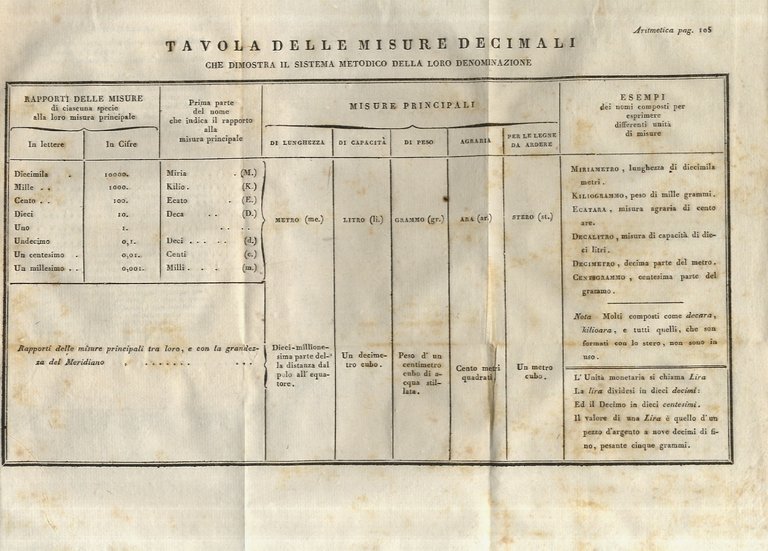 Aritmetica pag. 105
TAVOLA DELLE MISURE DECIMALI
CHE DIMOSTRA IL SISTEMA METODICO DELLA LORO DENOMINAZIONE
RAPPORTI DELLE MISURE
di ciascuna specie
alla loro misura principale
In lettere
In Cifre
Prima parte
del nome
che indica il rapporto
alla
misura principale
MISURE PRINCIPALI
DI LUNGHEZZA
DI CAPACITÀ
DI PESO
AGRARIA
PER LE LEGNE
DA ARDERE
ESEMPI
dei nomi composti per
esprimere
differenti unità
di misure
Diecimila . 10000. Miria . (M.)
Mille . . 1000. Kilio. . (K.)
Cento . . 100. Ecato . (E.)
Dieci 10. Deca . . (D.)
Uno 1. . . . .
Undecimo 0,1. Deci . . . . (d.)
Un centesimo . 0,01. Centi (c.)
Un millesimo . . 0,001. Milli . . . (m.)
METRO (me.)
LITRO (li.)
GRAMMO (gr.)
ARA (ar.)
STERO (st.)
MIRIAMETRO, lunghezza di diecimila
metri.
KILIOGRAMMO, peso di mille grammi.
ECATARA, misura agraria di cento
are.
DECALITRO, misura di capacità di die-
ci litri.
DECIMETRO, decima parte del metro.
CENTIGRAMMO, centesima parte del
grammo.
Nota Molti composti come decara,
kilioara, e tutti quelli, che son
formati con lo stero, non sono in
uso.
Rapporti delle misure principali tra loro, e con la grandez-
za del Meridiano . . . . . . . . . . .
Dieci-millione-
sima parte del-
la distanza dal
polo all' equa-
tore.
Un decime-
tro cubo.
Peso d' un
centimetro
cubo di a-
cqua stil-
lata.
Cento metri
quadrati.
Un metro
cubo.
L' Unità monetaria si chiama Lira
La lira dividesi in dieci decimi:
Ed il Decimo in dieci centesimi.
Il valore di una Lira è quello d'un
pezzo d'argento a nove decimi di fi-
no, pesante cinque grammi.